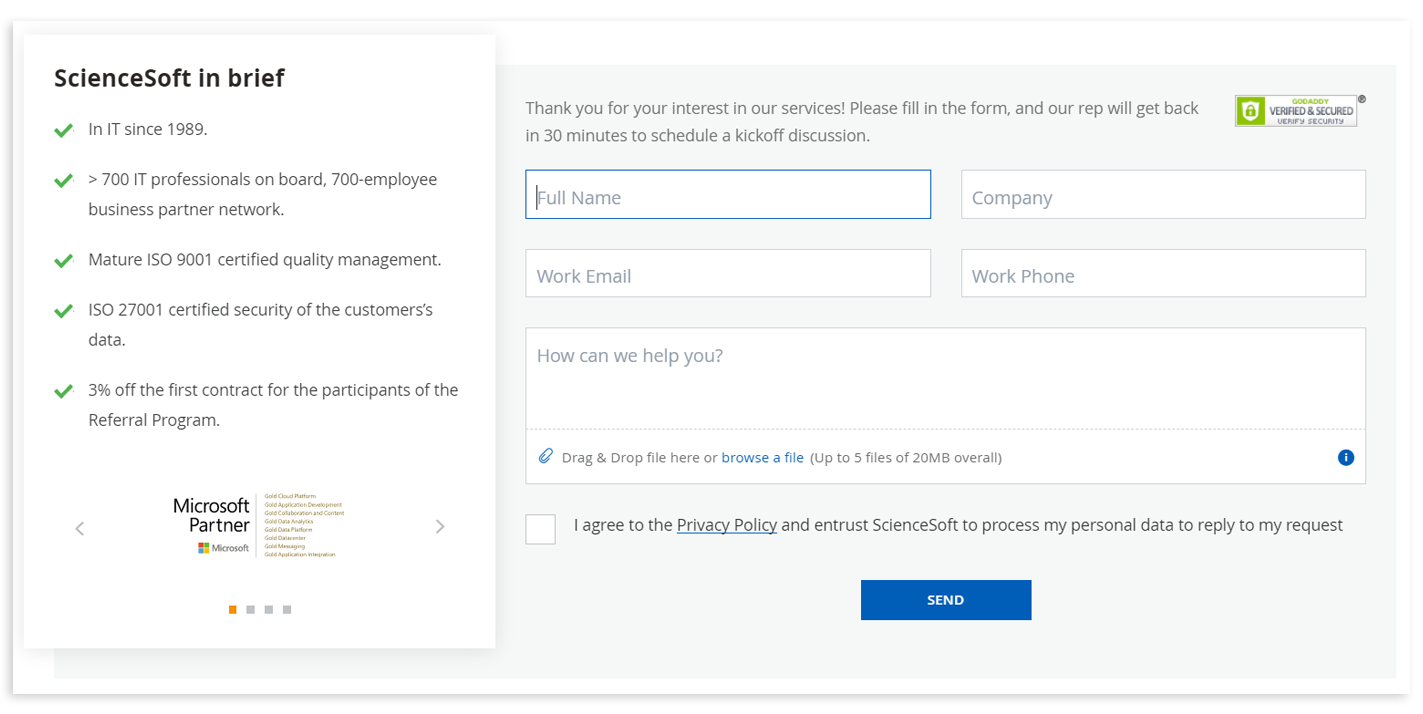 ScienceSoft in brief
In IT since 1989.
> 700 IT professionals on board, 700-employee
business partner network.
Mature ISO 9001 certified quality management.
ISO 27001 certified security of the customers's
data.
3% off the first contract for the participants of the
Referral Program.
Microsoft
Partner
Microsoft
Gold Cloud Platform
Gold Application Development
Gold Collaboration and Content
Gold Data Analytics
Gold Data Platform
Gold Datacenter
Gold Messaging
Gold Application Integration
Thank you for your interest in our services! Please fill in the form, and our rep will get back
in 30 minutes to schedule a kickoff discussion.
GODADDY
VERIFIED & SECURED
VERIFY SECURITY
®
Full Name
Company
Work Email
Work Phone
How can we help you?
Drag & Drop file here or browse a file (Up to 5 files of 20MB overall)
i
I agree to the Privacy Policy and entrust ScienceSoft to process my personal data to reply to my request
SEND